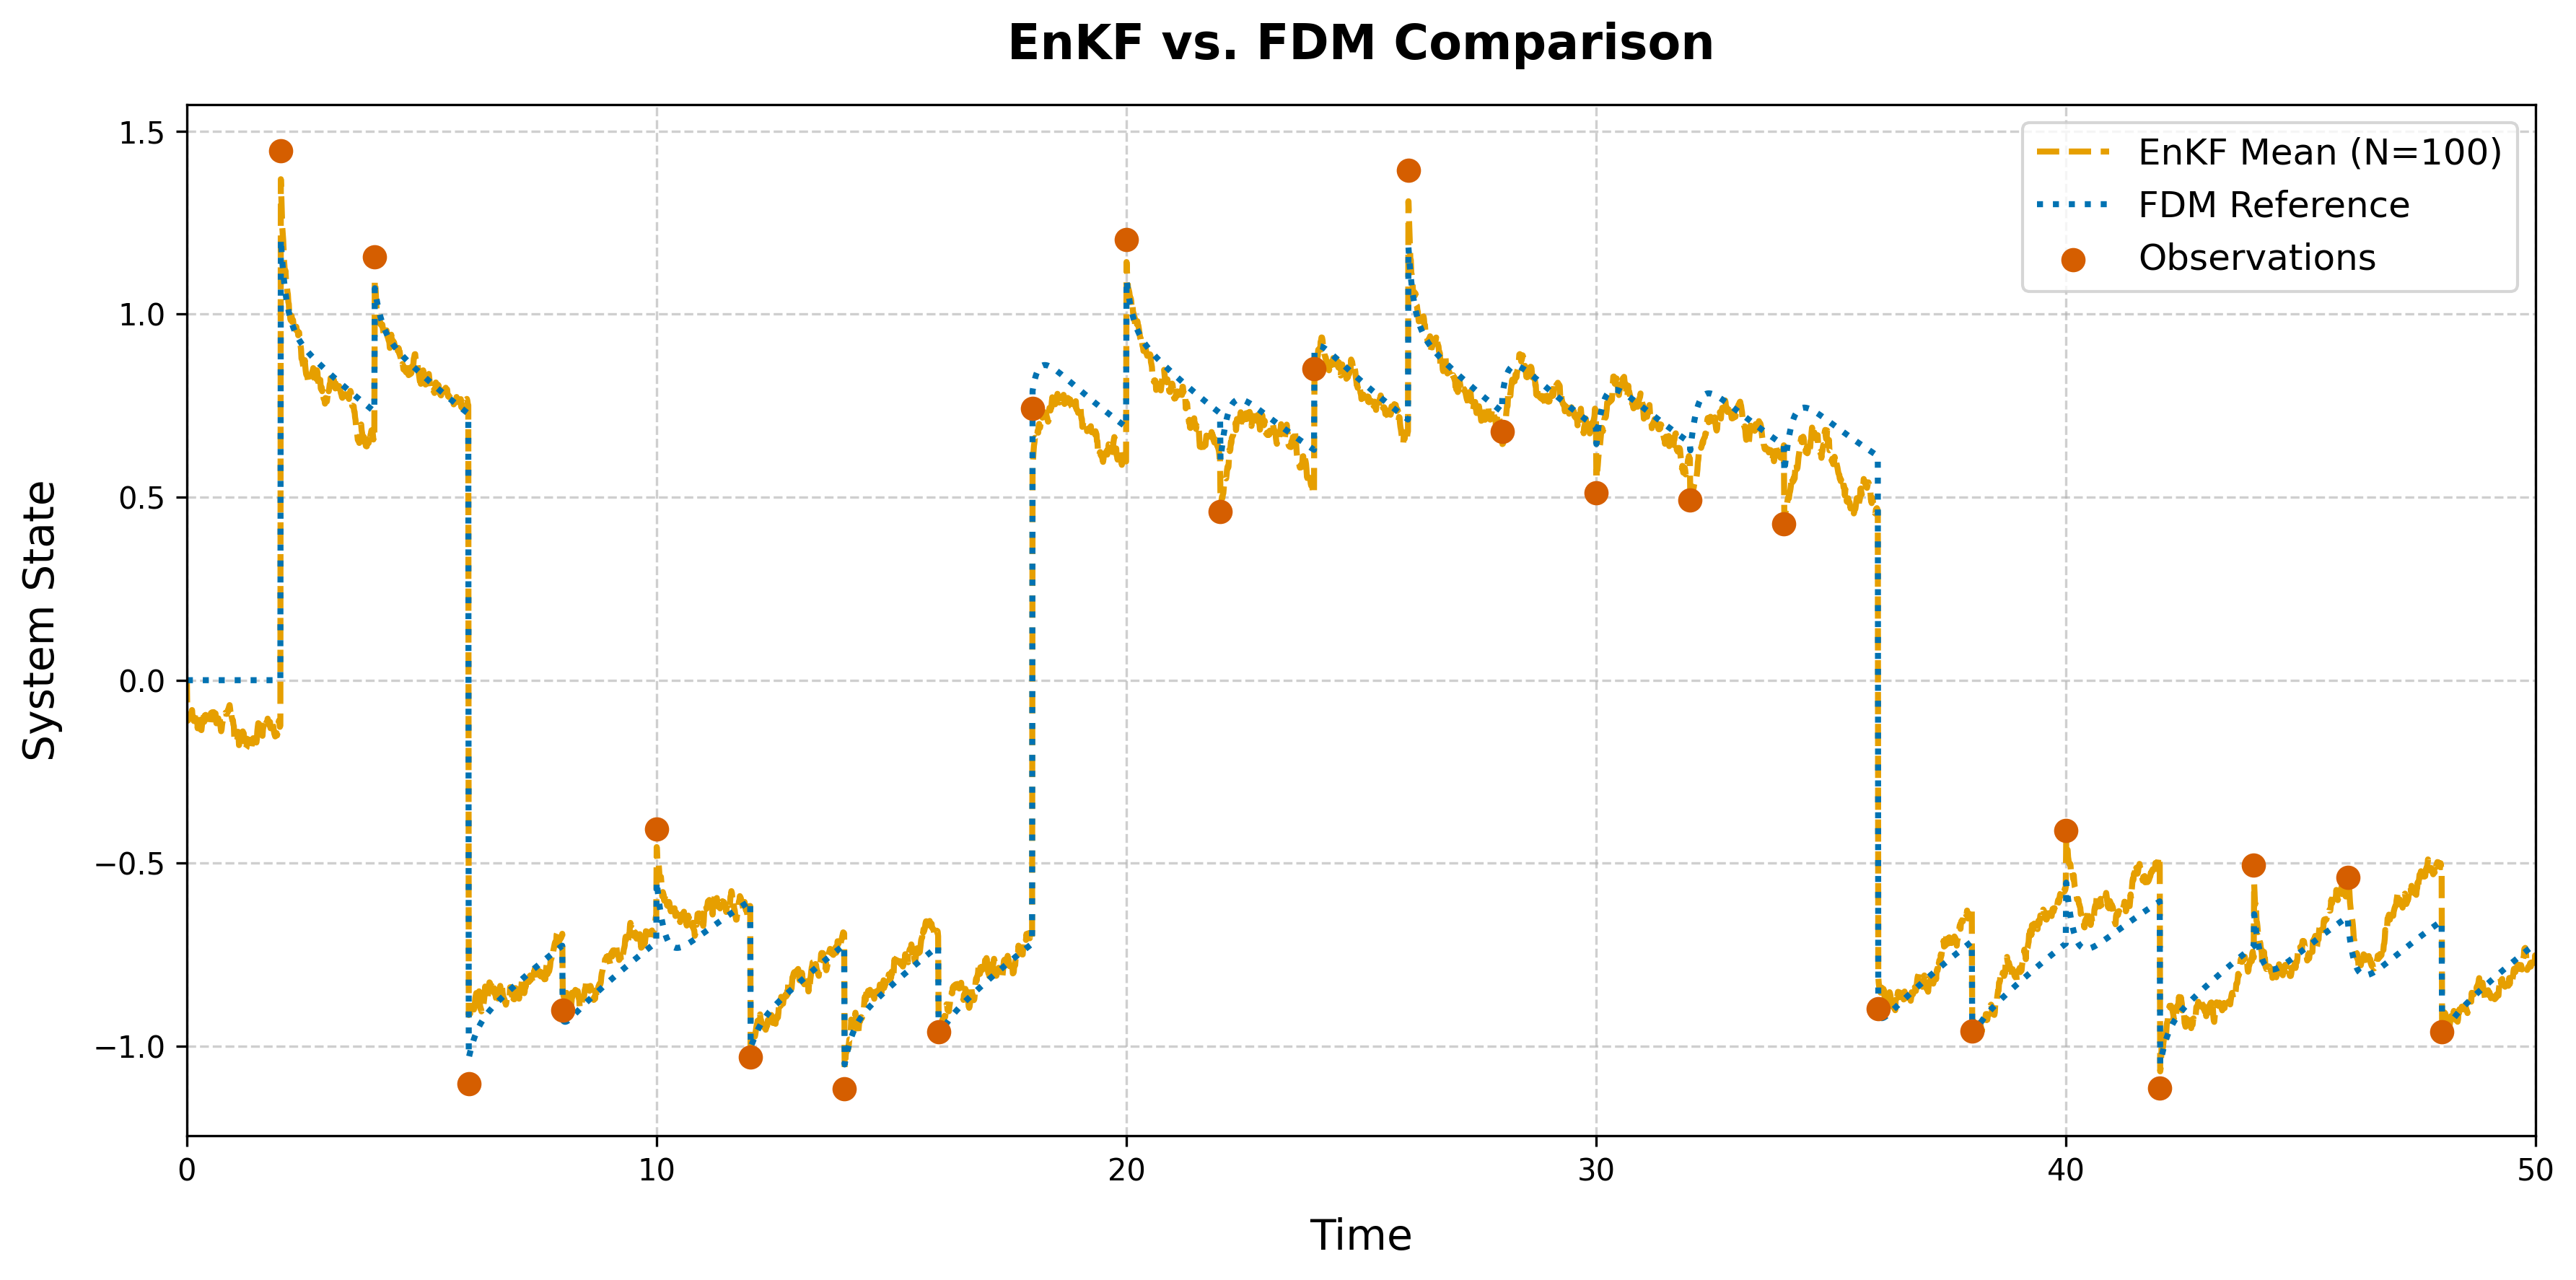 EnKF vs. FDM Comparison
EnKF Mean (N=100)
FDM Reference
Observations
System State
1.5
1.0
0.5
0.0
−0.5
−1.0
0 10 20 30 40 50
Time